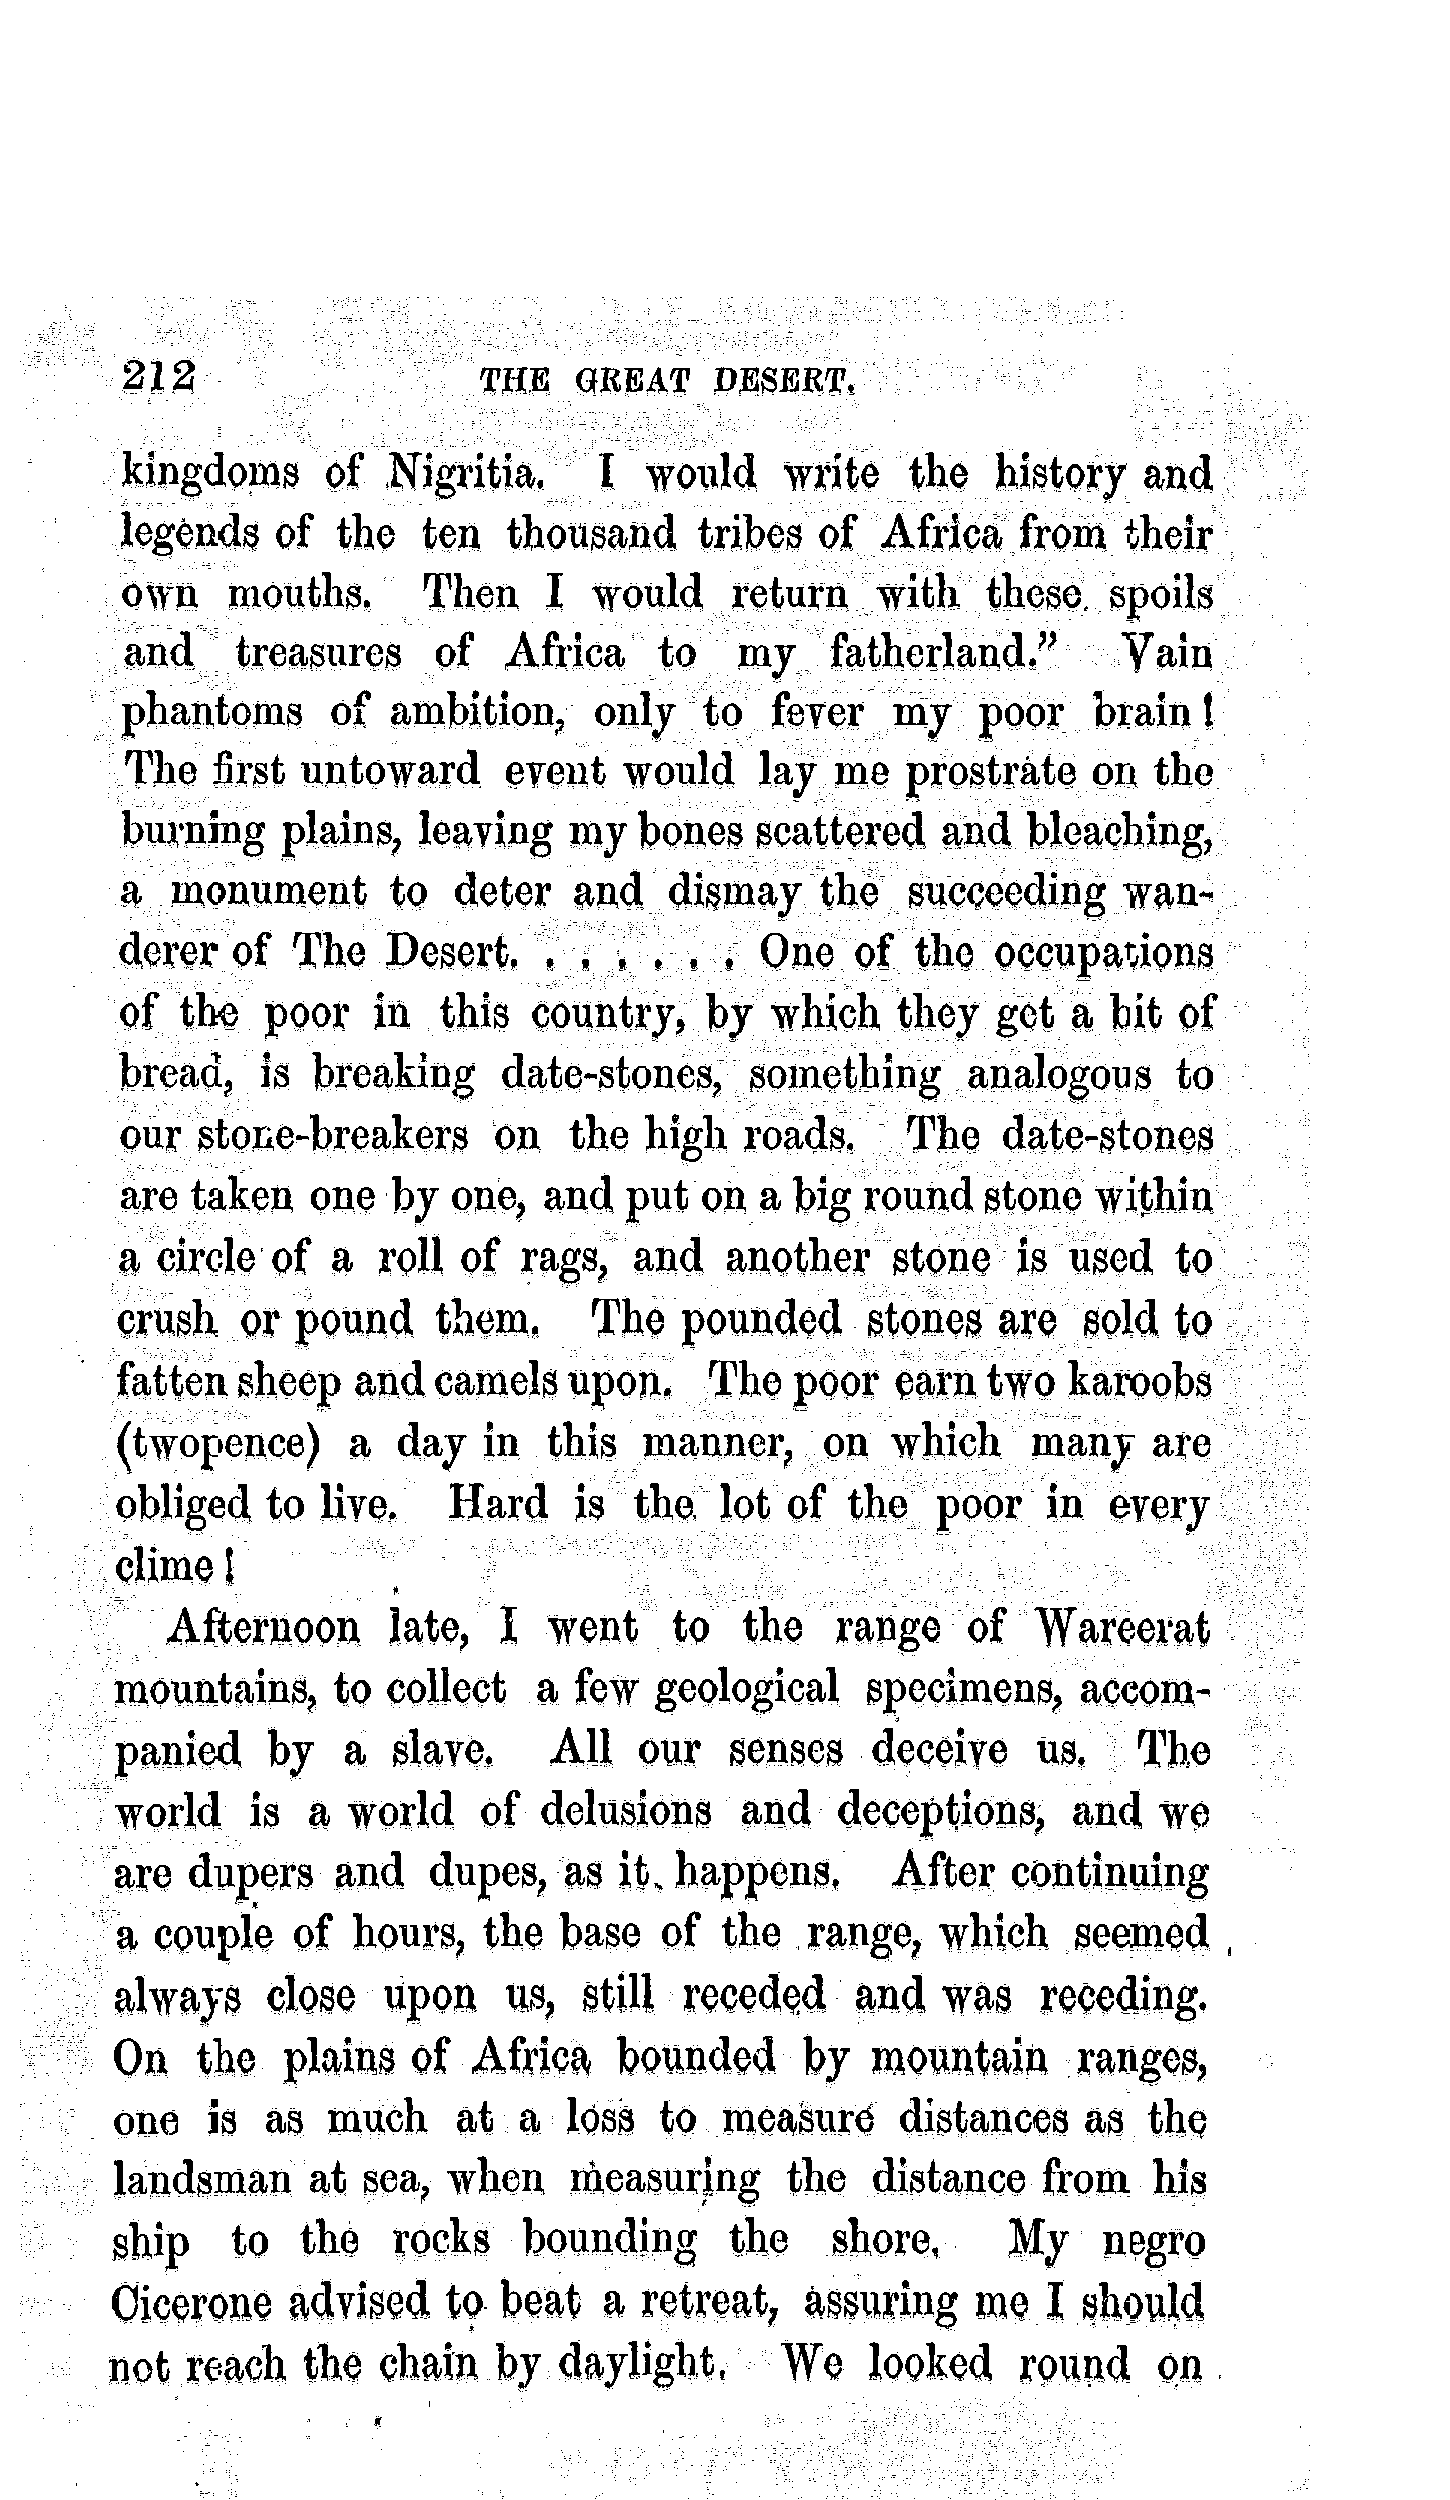 212 THE GREAT DESERT.
kingdoms of Nigritia. I would write the history and
legends of the ten thousand tribes of Africa from their
own mouths. Then I would return with these spoils
and treasures of Africa to my fatherland.” Vain
phantoms of ambition, only to fever my poor brain!
The first untoward event would lay me prostrate on the
burning plains, leaving my bones scattered and bleaching,
a monument to deter and dismay the succeeding wan-
derer of The Desert. . . . . . . One of the occupations
of the poor in this country, by which they get a bit of
bread, is breaking date-stones, something analogous to
our stone-breakers on the high roads. The date-stones
are taken one by one, and put on a big round stone within
a circle of a roll of rags, and another stone is used to
crush or pound them. The pounded stones are sold to
fatten sheep and camels upon. The poor earn two karoobs
(twopence) a day in this manner, on which many are
obliged to live. Hard is the lot of the poor in every
clime!
Afternoon late, I went to the range of Wareerat
mountains, to collect a few geological specimens, accom-
panied by a slave. All our senses deceive us. The
world is a world of delusions and deceptions, and we
are dupers and dupes, as it happens. After continuing
a couple of hours, the base of the range, which seemed
always close upon us, still receded and was receding.
On the plains of Africa bounded by mountain ranges,
one is as much at a loss to measure distances as the
landsman at sea, when measuring the distance from his
ship to the rocks bounding the shore. My negro
Cicerone advised to beat a retreat, assuring me I should
not reach the chain by daylight. We looked round on